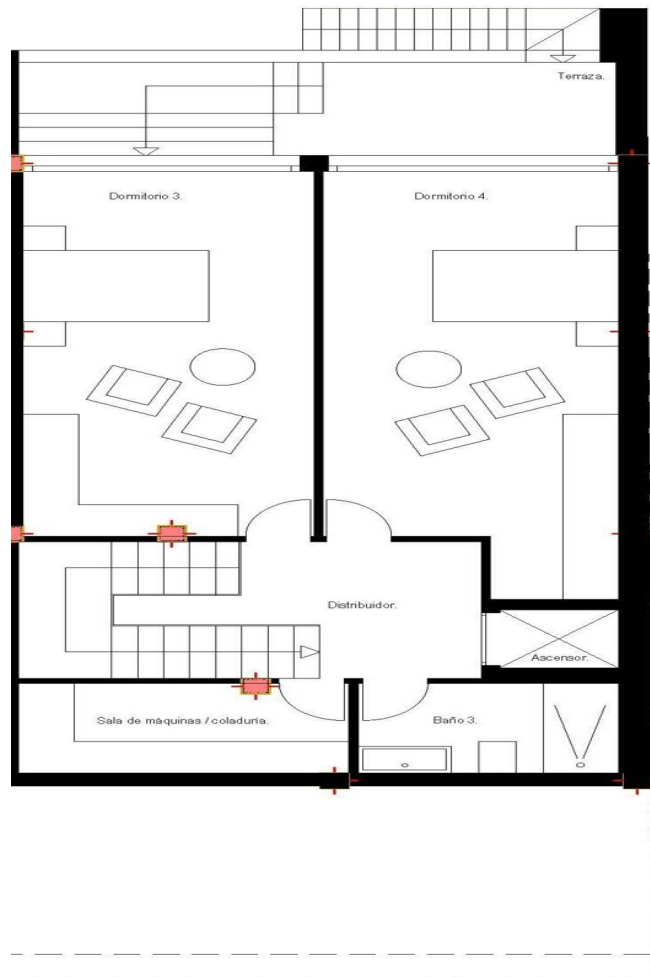 Terraza.
Dormitorio 3.
Dormitorio 4.
Distribuidor.
Ascensor.
Sala de máquinas / coladuría.
Baño 3.